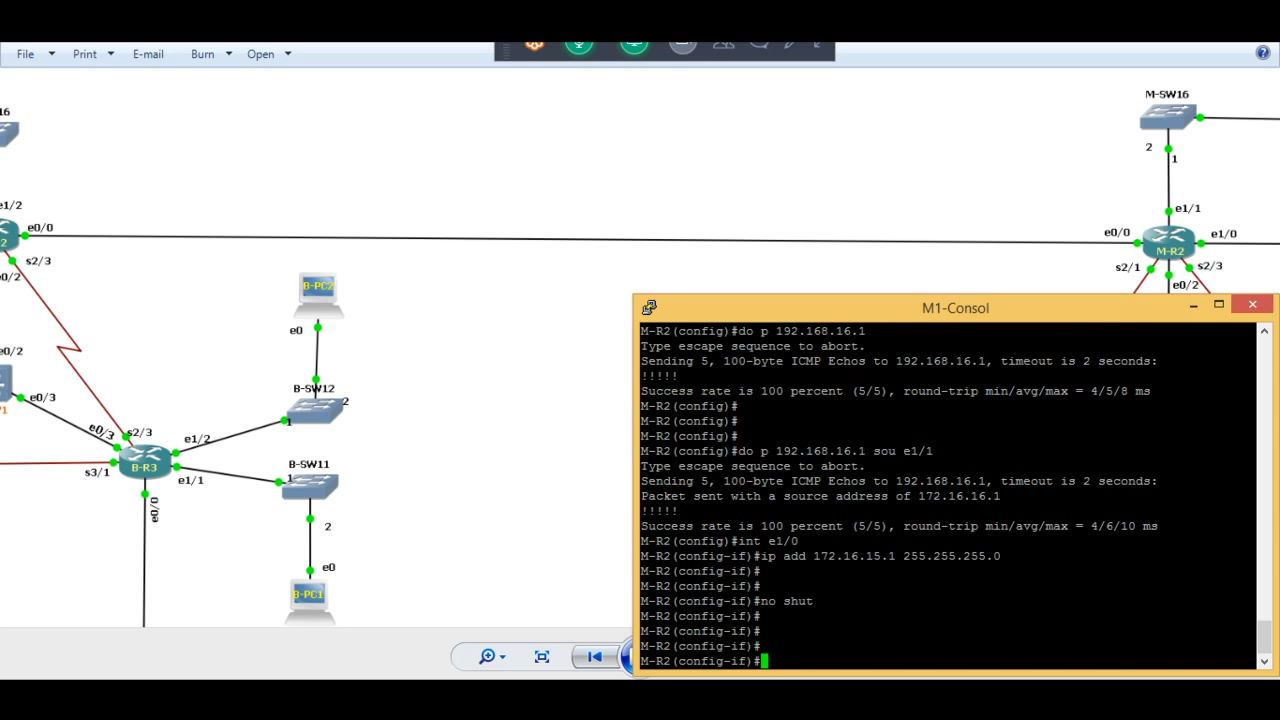 File Print E-mail Burn Open
M-SW16
16
2
1
e1/2
e1/1
e0/0
e0/0
e1/0
2
M-R2
s2/3
s2/1
s2/3
e0/2
e0/2
B-PC2
e0
e0/2
B-SW12
2
1
e0/3
e0/3
s2/3
e1/2
B-R3
B-SW11
s3/1
e1/1
1
e0/0
2
e0
B-PC1
M1-Consol
M-R2(config)#do p 192.168.16.1
Type escape sequence to abort.
Sending 5, 100-byte ICMP Echos to 192.168.16.1, timeout is 2 seconds:
!!!!!
Success rate is 100 percent (5/5), round-trip min/avg/max = 4/5/8 ms
M-R2(config)#
M-R2(config)#
M-R2(config)#
M-R2(config)#do p 192.168.16.1 sou e1/1
Type escape sequence to abort.
Sending 5, 100-byte ICMP Echos to 192.168.16.1, timeout is 2 seconds:
Packet sent with a source address of 172.16.16.1
!!!!!
Success rate is 100 percent (5/5), round-trip min/avg/max = 4/6/10 ms
M-R2(config)#int e1/0
M-R2(config-if)#ip add 172.16.15.1 255.255.255.0
M-R2(config-if)#
M-R2(config-if)#
M-R2(config-if)#no shut
M-R2(config-if)#
M-R2(config-if)#
M-R2(config-if)#
M-R2(config-if)#